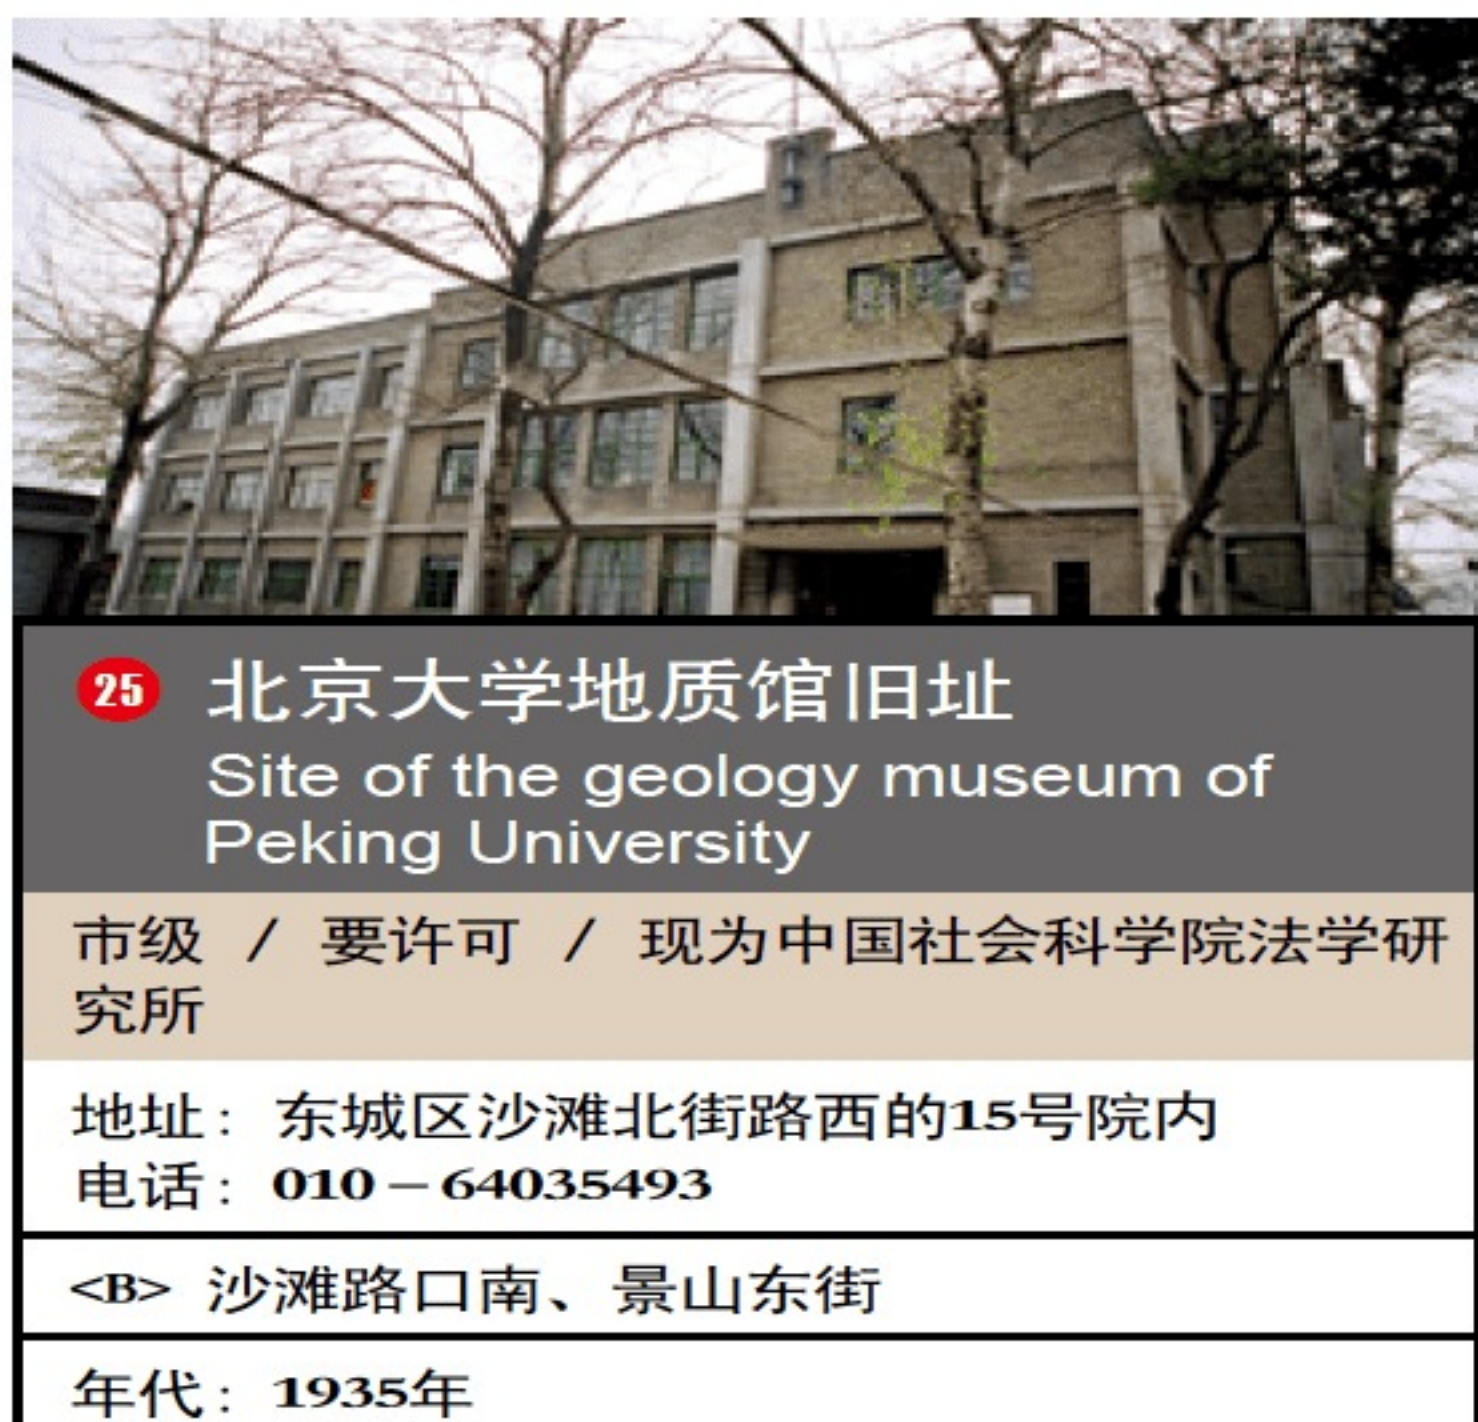 25 北京大学地质馆旧址
Site of the geology museum of
Peking University
市级 / 要许可 / 现为中国社会科学院法学研
究所
地址：东城区沙滩北街路西的15号院内
电话：010－64035493
<B> 沙滩路口南、景山东街
年代：1935年